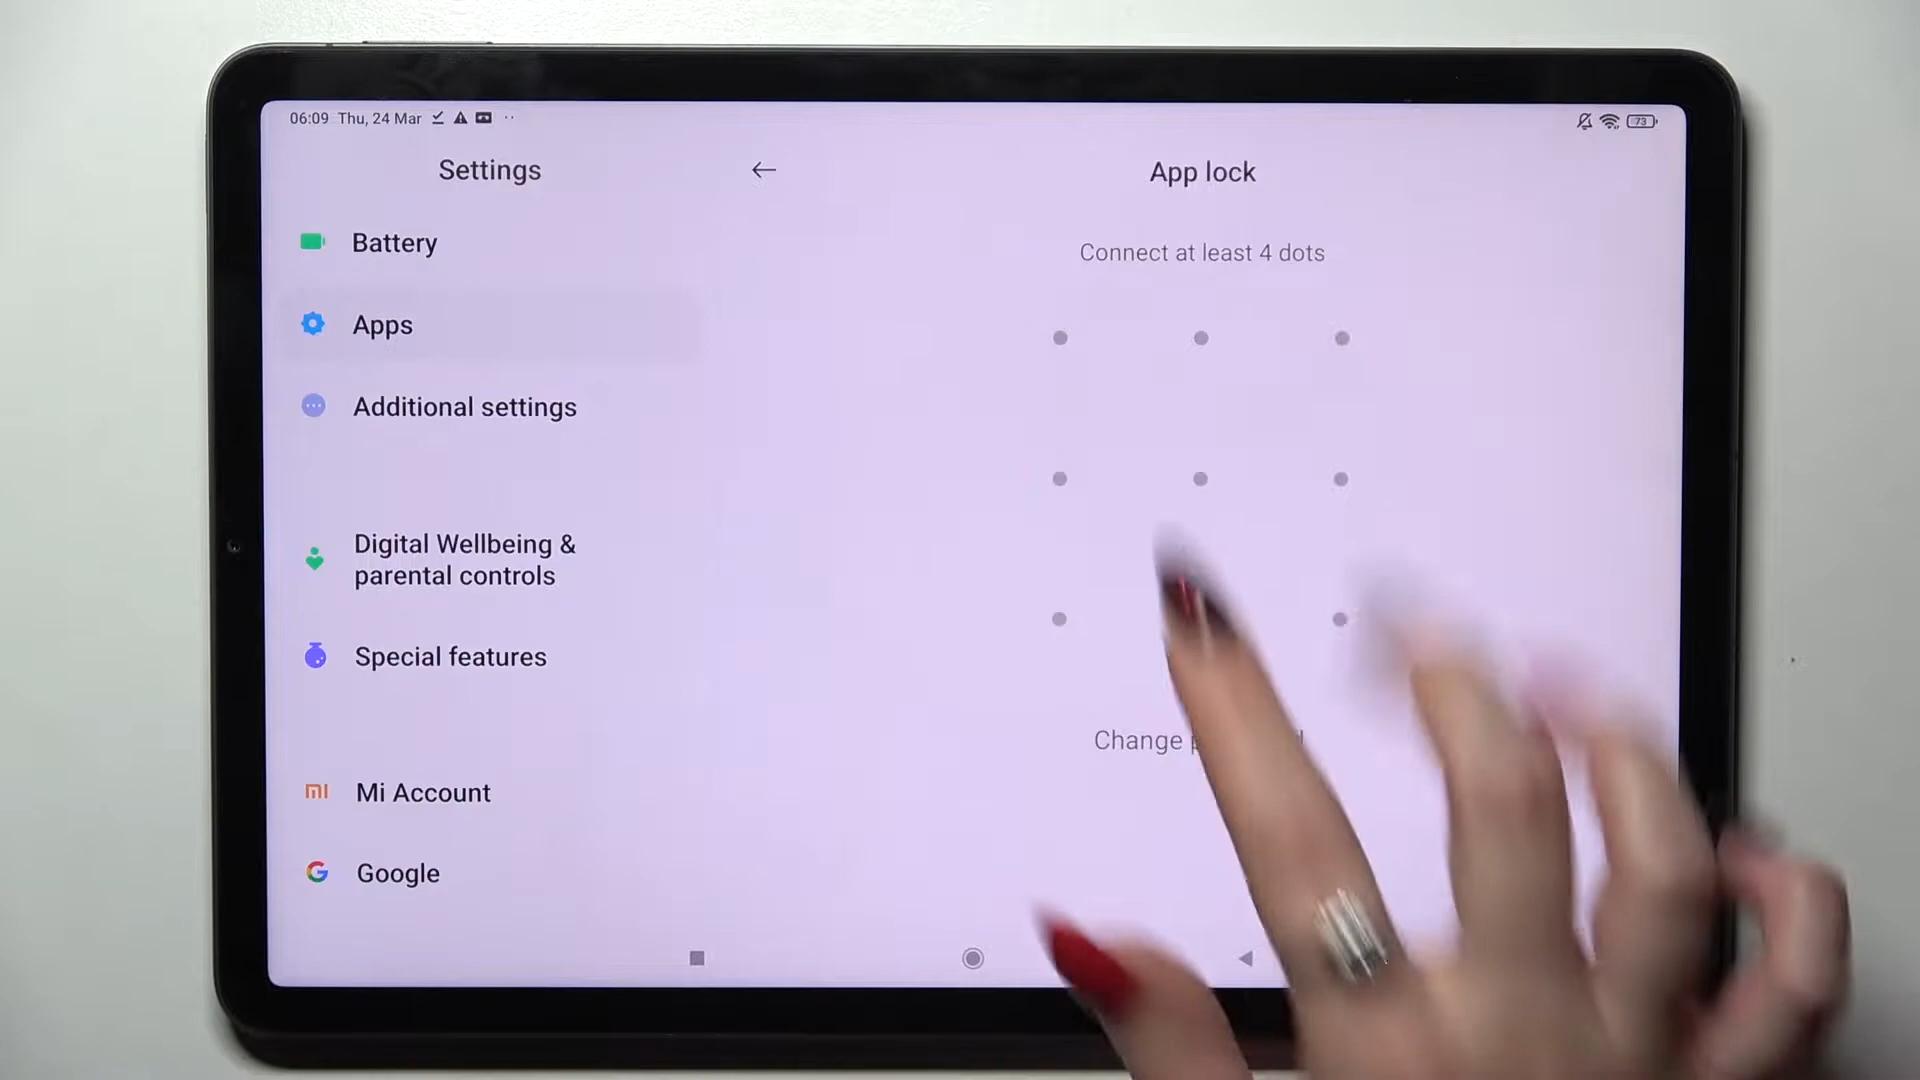 06:09 Thu, 24 Mar
73
Settings
App lock
Battery
Connect at least 4 dots
Apps
Additional settings
Digital Wellbeing &
parental controls
Special features
Change
Mi Account
Google